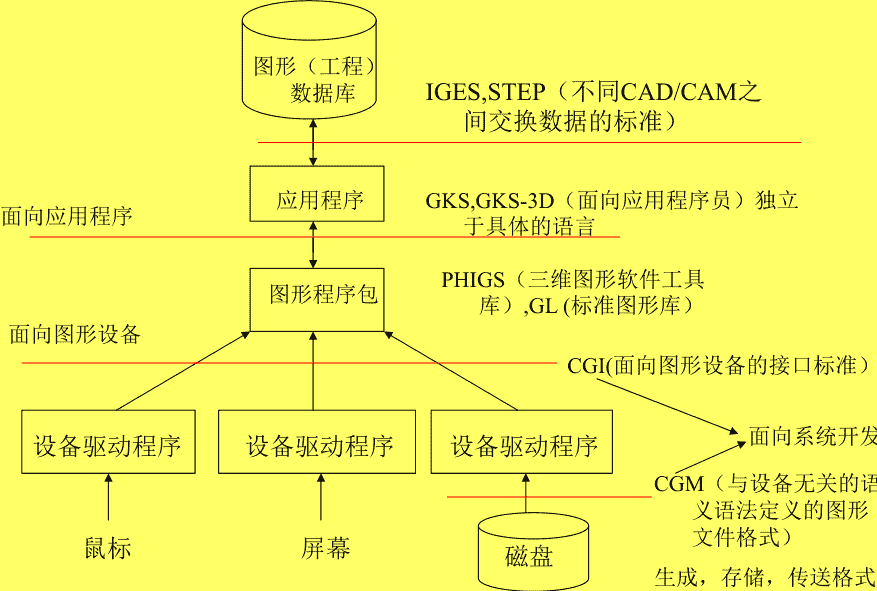 图形（工程）
数据库
IGES,STEP（不同CAD/CAM之
间交换数据的标准）
应用程序
GKS,GKS-3D（面向应用程序员）独立
于具体的语言
面向应用程序
图形程序包
PHIGS（三维图形软件工具
库）,GL (标准图形库）
面向图形设备
CGI(面向图形设备的接口标准）
设备驱动程序
设备驱动程序
设备驱动程序
面向系统开发
CGM（与设备无关的语
义语法定义的图形
文件格式）
鼠标
屏幕
磁盘
生成，存储，传送格式